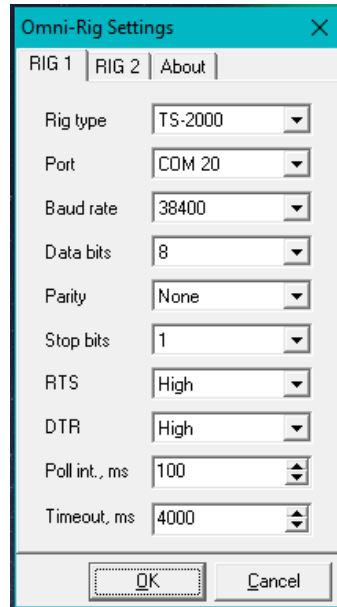 Omni-Rig Settings
RIG 1 RIG 2 About
Rig type TS-2000
Port COM 20
Baud rate 38400
Data bits 8
Parity None
Stop bits 1
RTS High
DTR High
Poll int., ms 100
Timeout, ms 4000
OK Cancel